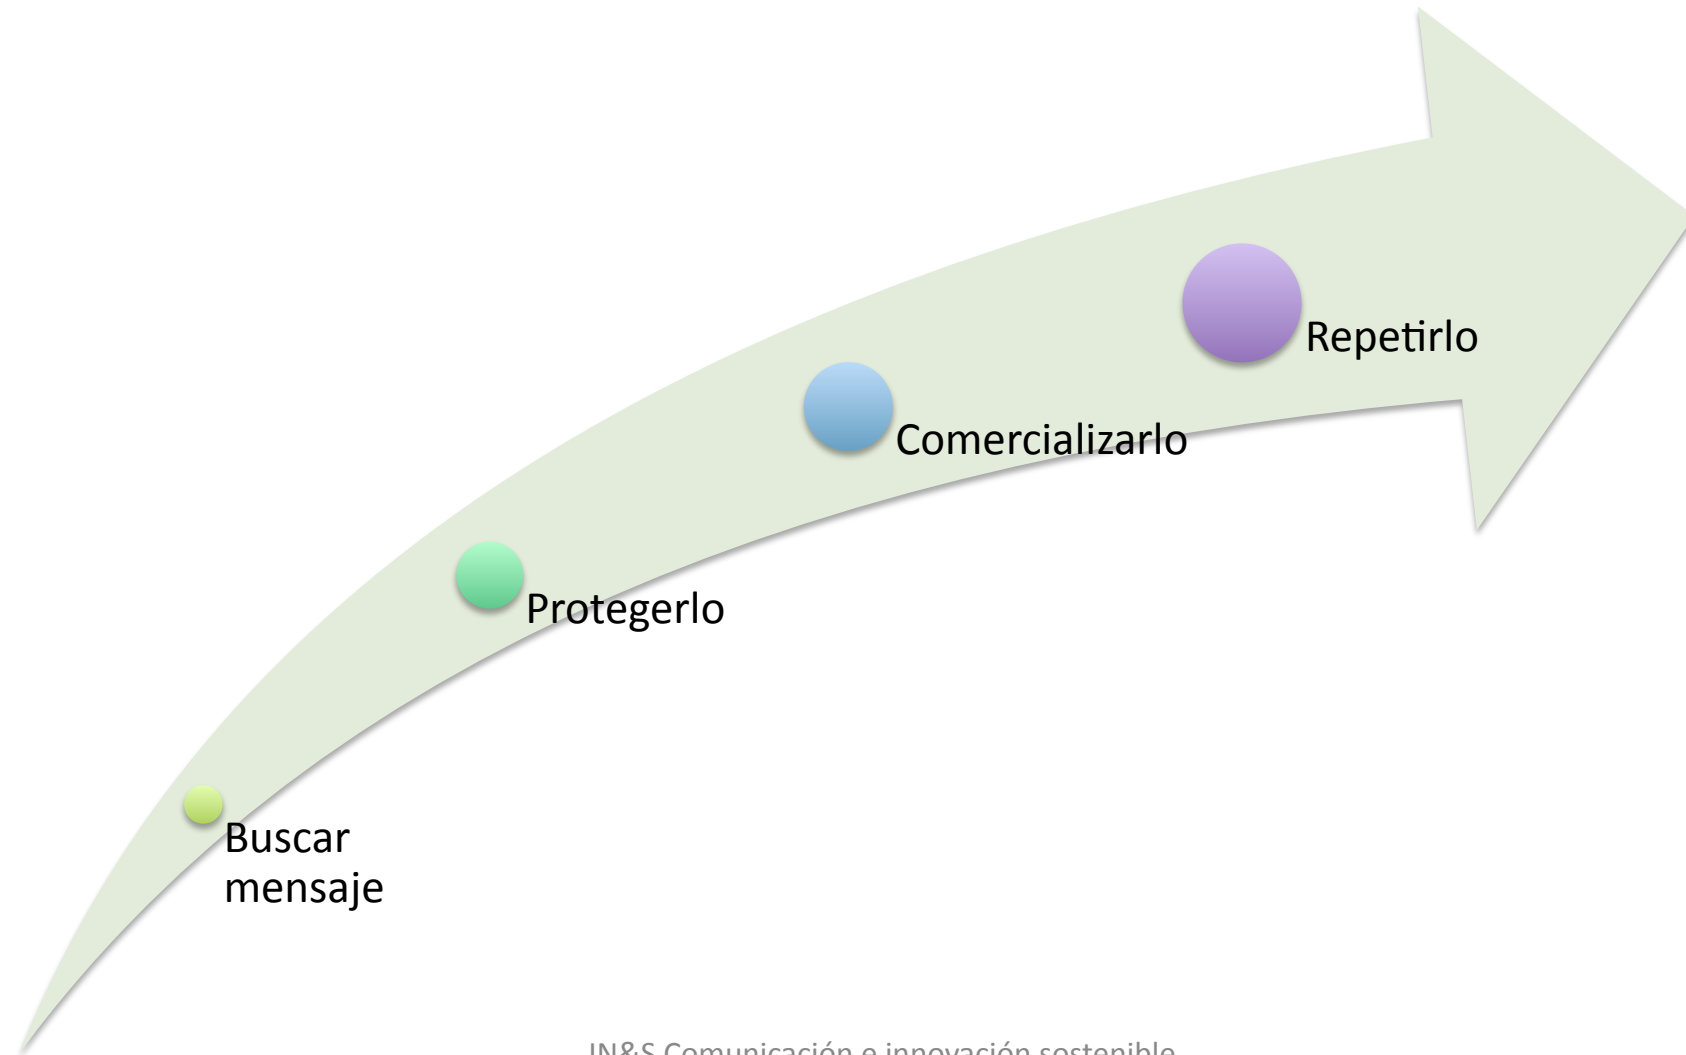 Repetirlo
Comercializarlo
Protegerlo
Buscar
mensaje
IN&S Comunicación e innovación sostenible